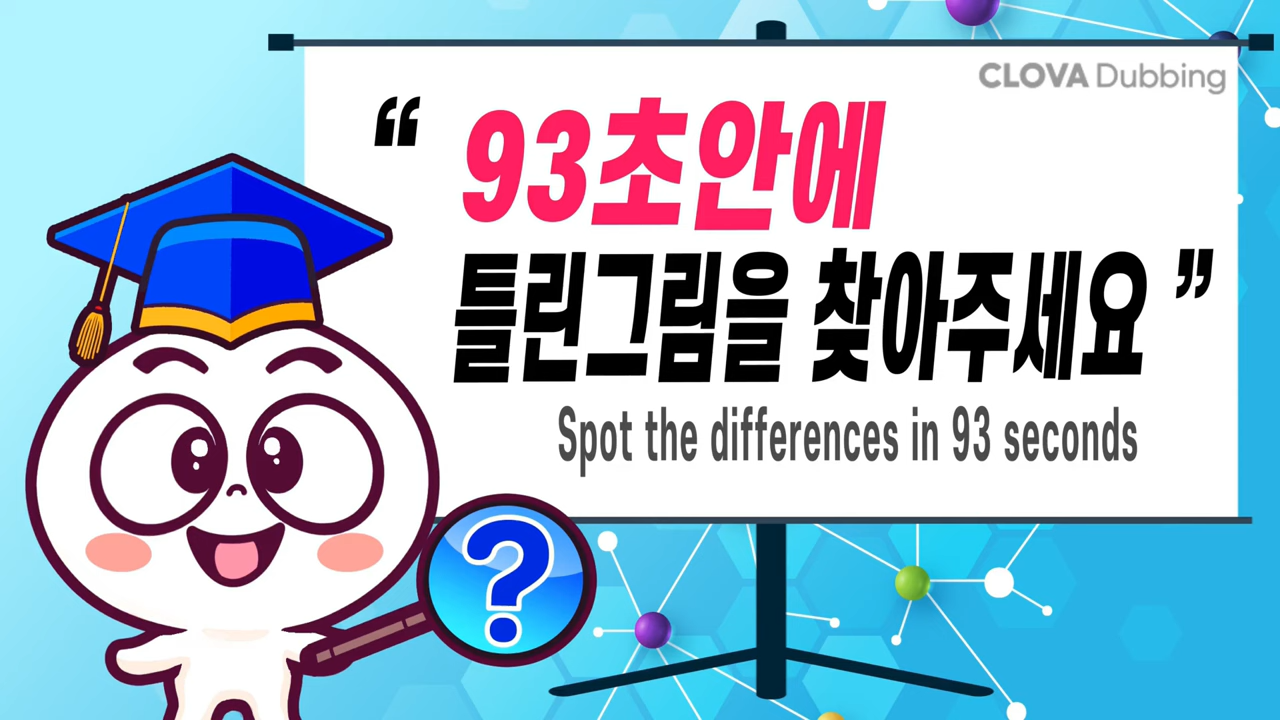 CLOVA Dubbing
“ 93초안에
틀린그림을 찾아주세요 ”
Spot the differences in 93 seconds
?